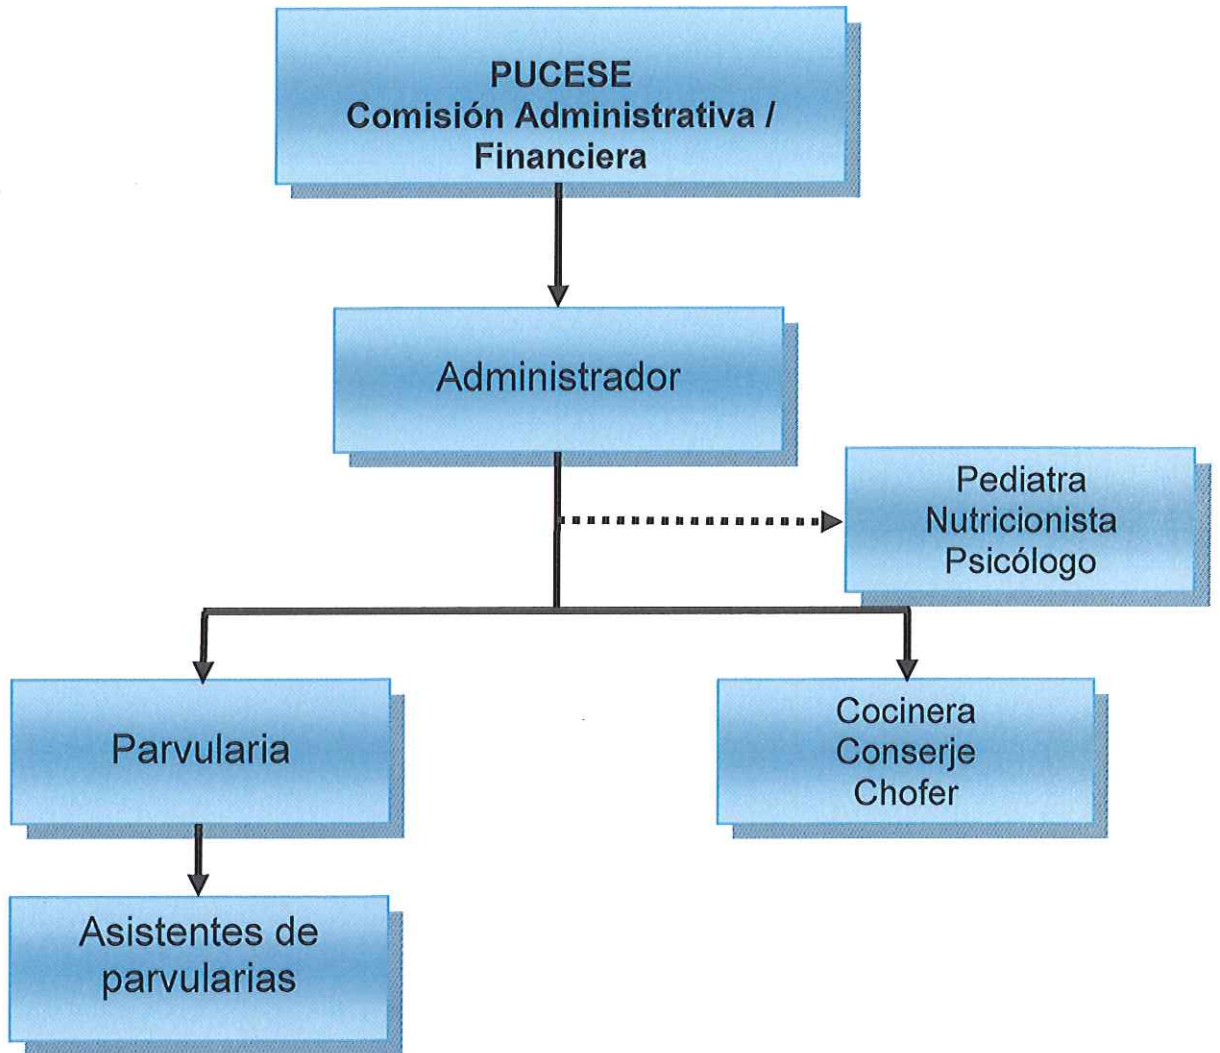 PUCESE
Comisión Administrativa /
Financiera
Administrador
Pediatra
Nutricionista
Psicólogo
Parvularia
Cocinera
Conserje
Chofer
Asistentes de
parvularias